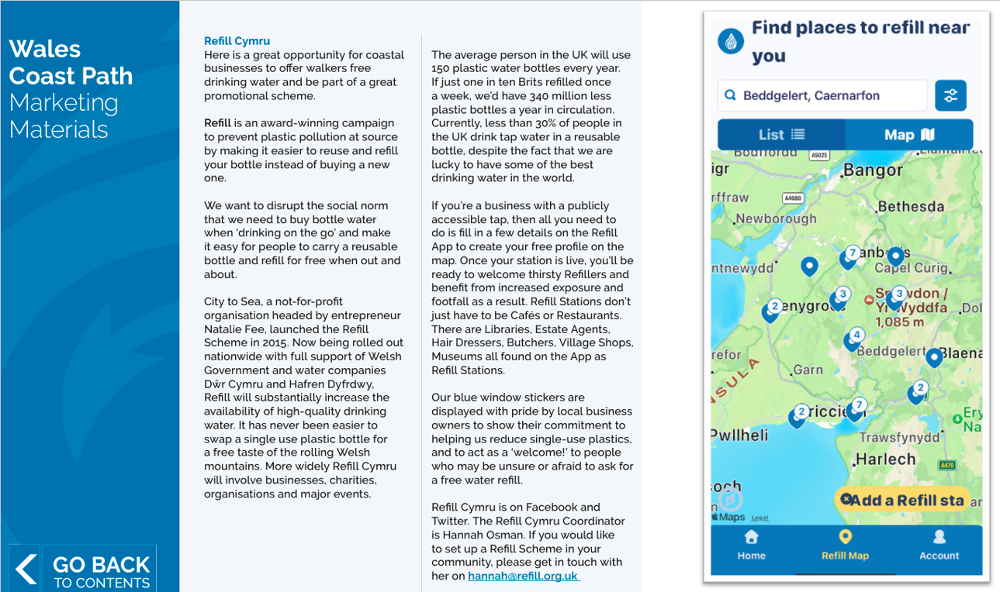 Wales
Coast Path
Marketing
Materials
GO BACK
TO CONTENTS
Refill Cymru
Here is a great opportunity for coastal
businesses to offer walkers free
drinking water and be part of a great
promotional scheme.
Refill is an award-winning campaign
to prevent plastic pollution at source
by making it easier to reuse and refill
your bottle instead of buying a new
one.
We want to disrupt the social norm
that we need to buy bottle water
when ‘drinking on the go’ and make
it easy for people to carry a reusable
bottle and refill for free when out and
about.
City to Sea, a not-for-profit
organisation headed by entrepreneur
Natalie Fee, launched the Refill
Scheme in 2015. Now being rolled out
nationwide with full support of Welsh
Government and water companies
Dŵr Cymru and Hafren Dyfrdwy,
Refill will substantially increase the
availability of high-quality drinking
water. It has never been easier to
swap a single use plastic bottle for
a free taste of the rolling Welsh
mountains. More widely Refill Cymru
will involve businesses, charities,
organisations and major events.
The average person in the UK will use
150 plastic water bottles every year.
If just one in ten Brits refilled once
a week, we’d have 340 million less
plastic bottles a year in circulation.
Currently, less than 30% of people in
the UK drink tap water in a reusable
bottle, despite the fact that we are
lucky to have some of the best
drinking water in the world.
If you’re a business with a publicly
accessible tap, then all you need to
do is fill in a few details on the Refill
App to create your free profile on the
map. Once your station is live, you’ll be
ready to welcome thirsty Refillers and
benefit from increased exposure and
footfall as a result. Refill Stations don’t
just have to be Cafés or Restaurants.
There are Libraries, Estate Agents,
Hair Dressers, Butchers, Village Shops,
Museums all found on the App as
Refill Stations.
Our blue window stickers are
displayed with pride by local business
owners to show their commitment to
helping us reduce single-use plastics,
and to act as a ‘welcome!’ to people
who may be unsure or afraid to ask for
a free water refill.
Refill Cymru is on Facebook and
Twitter. The Refill Cymru Coordinator
is Hannah Osman. If you would like
to set up a Refill Scheme in your
community, please get in touch with
her on hannah@refill.org.uk
Find places to refill near
you
Beddgelert, Caernarfon
List
Map
A5025
igr
Bangor
rffraw
A4080
Bethesda
Newborough
7
anberis
ntnewydd
Capel Curig
3
3
Snowdon /
2
enygroes
Yr Wyddfa
Dol
1,085 m
4
refor
Beddgelert
Blaena
Garn
NSULA
2
2
riccieth
7
Ery
Na
Pwllheli
Trawsfynydd
Harlech
A470
soch
Add a Refill sta
an
Maps
Legal
Home
Refill Map
Account